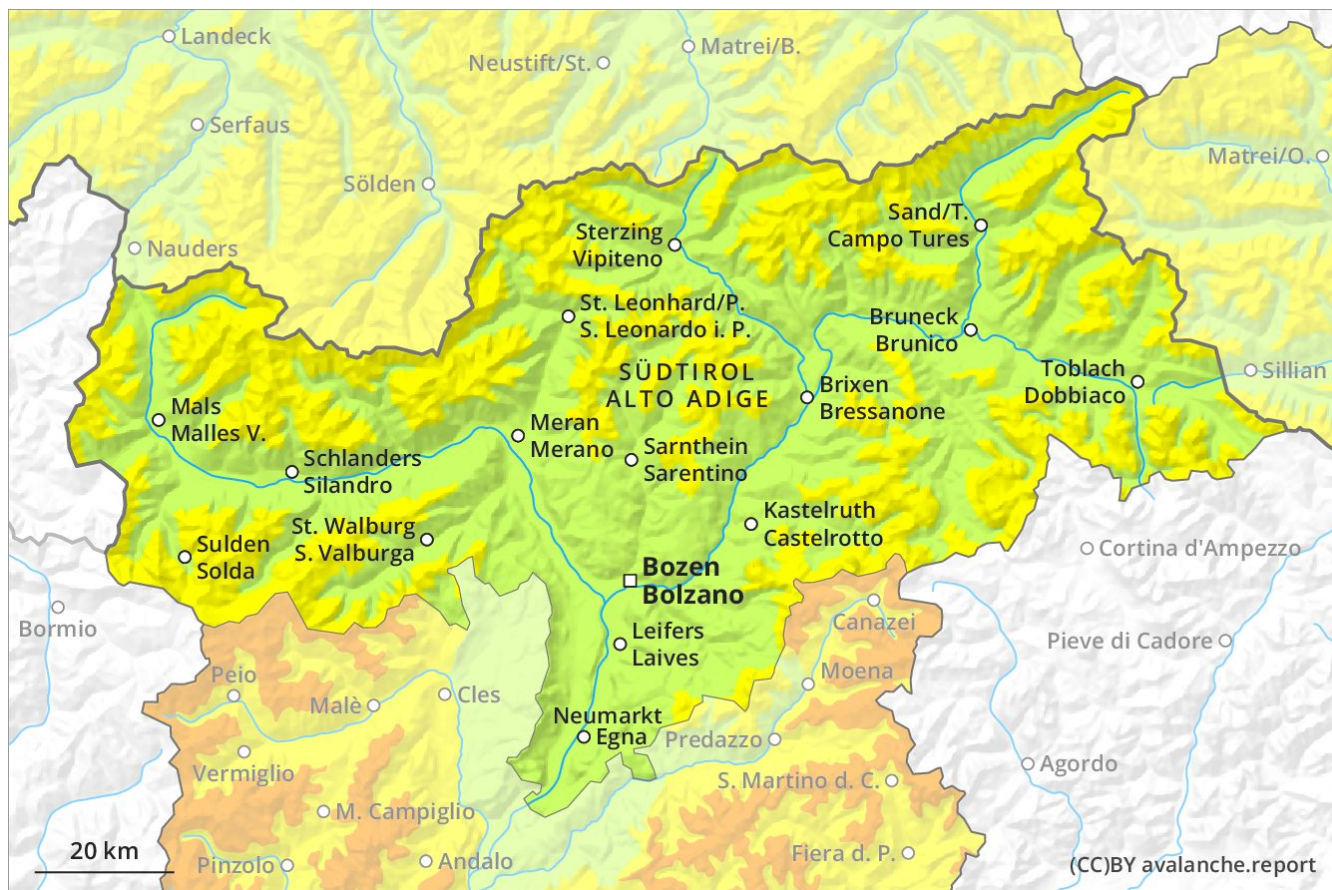 Landeck
Matrei/B.
Neustift/St.
Serfaus
Matrei/O.
Sölden
Sand/T.
Campo Tures
Sterzing
Vipiteno
Nauders
St. Leonhard/P.
S. Leonardo i. P.
Bruneck
Brunico
SÜDTIROL
ALTO ADIGE
Toblach
Dobbiaco
Sillian
Brixen
Bressanone
Mals
Malles V.
Meran
Merano
Sarnthein
Sarentino
Schlanders
Silandro
Kastelruth
Castelrotto
St. Walburg
S. Valburga
Sulden
Solda
Cortina d'Ampezzo
Bozen
Bolzano
Bormio
Canazei
Leifers
Laives
Pieve di Cadore
Moena
Peio
Malè
Cles
Neumarkt
Egna
Predazzo
Vermiglio
Agordo
S. Martino d. C.
M. Campiglio
20 km
Pinzolo
Andalo
Fiera d. P.
(CC)BY avalanche.report